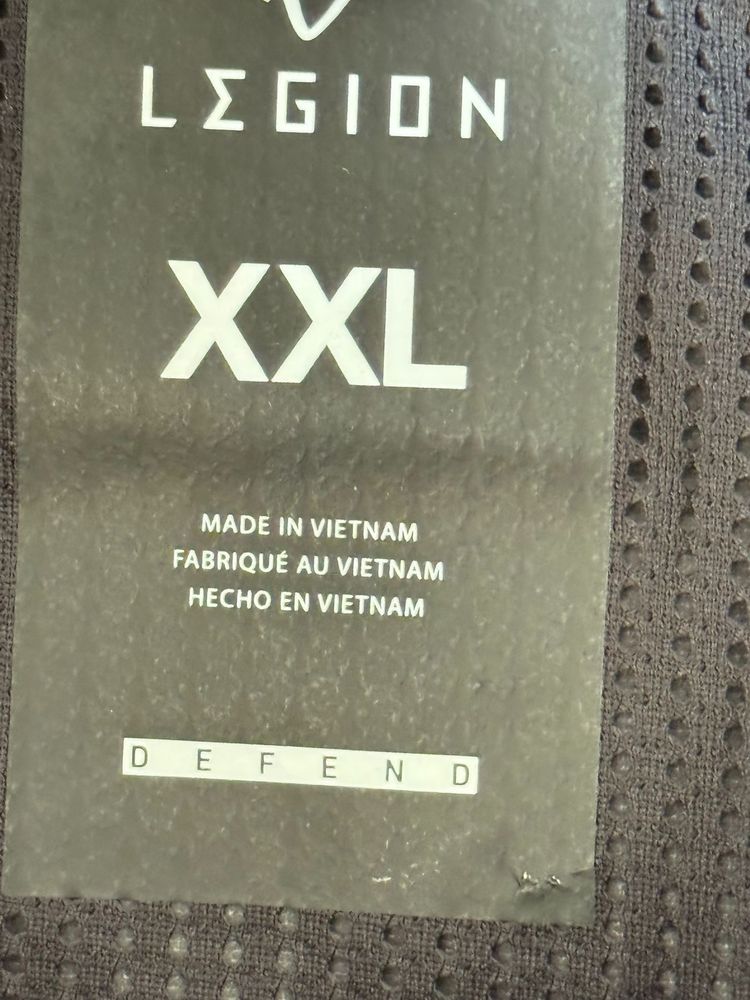 LEGION
XXL
MADE IN VIETNAM
FABRIQUÉ AU VIETNAM
HECHO EN VIETNAM
DEFEND